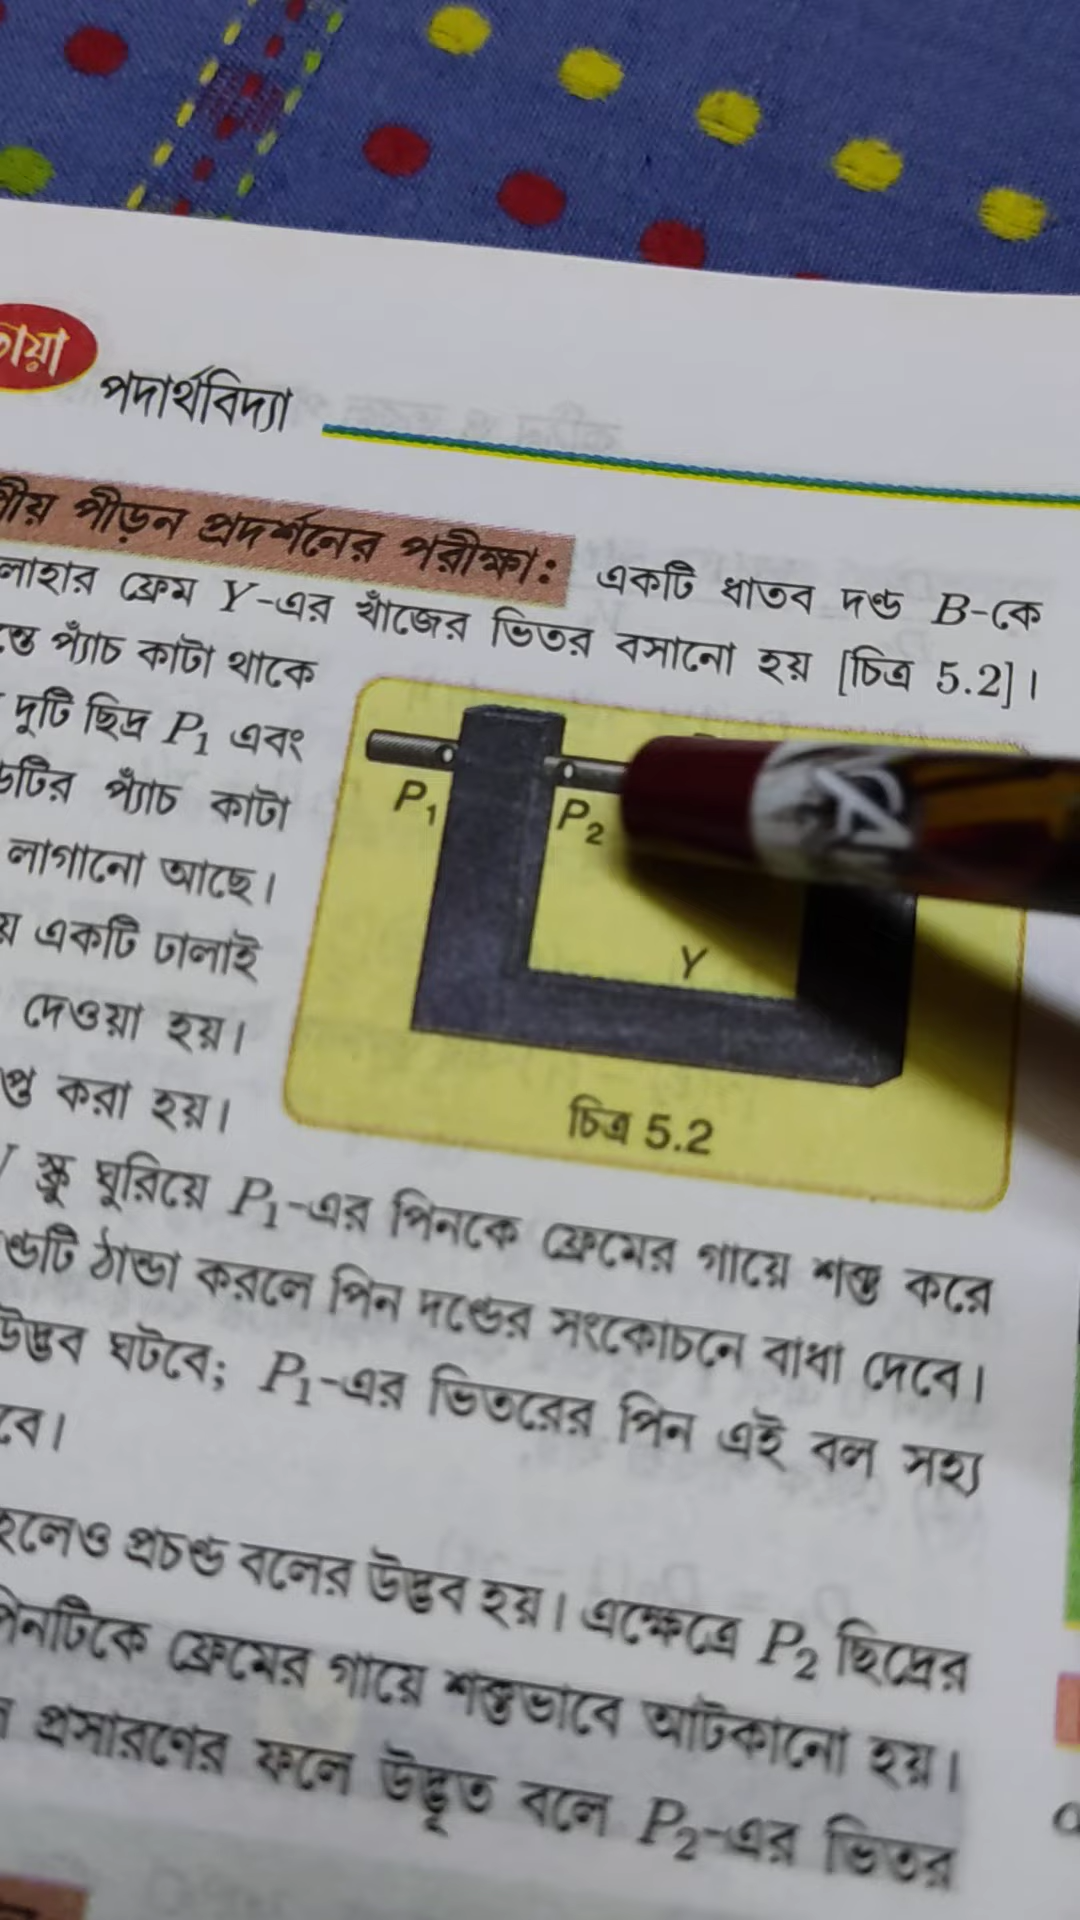 পদার্থবিদ্যা
পীড়ন প্রদর্শনের পরীক্ষা: একটি ধাতব দণ্ড B-কে
ফ্রেম Y-এর খাঁজের ভিতর বসানো হয় [চিত্র 5.2]।
প্যাঁচ কাটা থাকে
দুটি ছিদ্র P₁ এবং
প্যাঁচ কাটা
লাগানো আছে।
একটি ঢালাই
দেওয়া হয়।
করা হয়।
P₁
P₂
Y
চিত্র 5.2
স্ক্রু ঘুরিয়ে P₁-এর পিনকে ফ্রেমের গায়ে শক্ত করে
ঠান্ডা করলে পিন দণ্ডের সংকোচনে বাধা দেবে।
উদ্ভব ঘটবে; P₁-এর ভিতরের পিন এই বল সহ্য
হলেও প্রচণ্ড বলের উদ্ভব হয়। এক্ষেত্রে P₂ ছিদ্রের
পিনটিকে ফ্রেমের গায়ে শক্তভাবে আটকানো হয়।
প্রসারণের ফলে উদ্ভূত বলে P₂-এর ভিতর